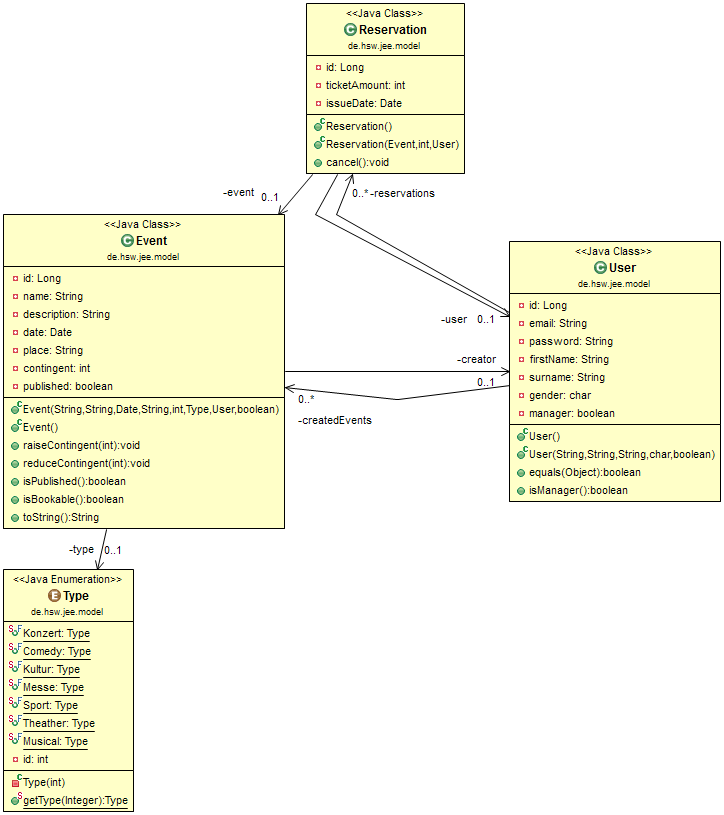 <<Java Class>>
Reservation
de.hsw.jee.model
id: Long
ticketAmount: int
issueDate: Date
Reservation()
Reservation(Event,int,User)
cancel():void
-event
0..1
0..*
-reservations
<<Java Class>>
Event
de.hsw.jee.model
id: Long
name: String
description: String
date: Date
place: String
contingent: int
published: boolean
Event(String,String,Date,String,int,Type,User,boolean)
Event()
raiseContingent(int):void
reduceContingent(int):void
isPublished():boolean
isBookable():boolean
toString():String
-user
0..1
-creator
0..1
0..*
-createdEvents
<<Java Class>>
User
de.hsw.jee.model
id: Long
email: String
password: String
firstName: String
surname: String
gender: char
manager: boolean
User()
User(String,String,String,char,boolean)
equals(Object):boolean
isManager():boolean
-type
0..1
<<Java Enumeration>>
Type
de.hsw.jee.model
Konzert: Type
Comedy: Type
Kultur: Type
Messe: Type
Sport: Type
Theather: Type
Musical: Type
id: int
Type(int)
getType(Integer):Type